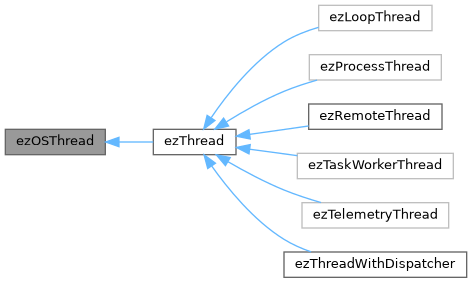 ezLoopThread
ezProcessThread
ezRemoteThread
ezOSThread
ezThread
ezTaskWorkerThread
ezTelemetryThread
ezThreadWithDispatcher